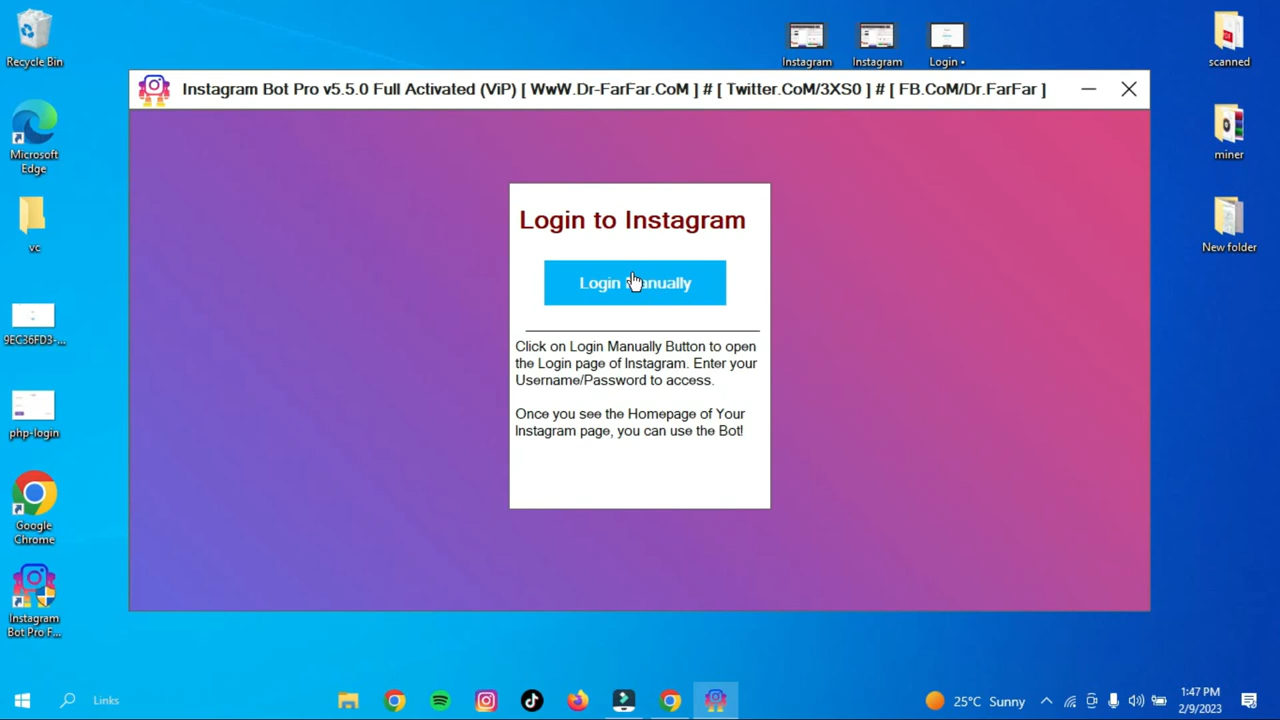 Recycle Bin
Instagram
Instagram
Login •
scanned
Instagram Bot Pro v5.5.0 Full Activated (ViP) [ WwW.Dr-FarFar.CoM ] # [ Twitter.CoM/3XS0 ] # [ FB.CoM/Dr.FarFar ]
Microsoft
Edge
miner
Login to Instagram
vc
New folder
Login Manually
9EC36FD3-...
Click on Login Manually Button to open
the Login page of Instagram. Enter your
Username/Password to access.
Once you see the Homepage of Your
Instagram page, you can use the Bot!
php-login
Google
Chrome
Instagram
Bot Pro F...
Links
25°C Sunny
1:47 PM
2/9/2023